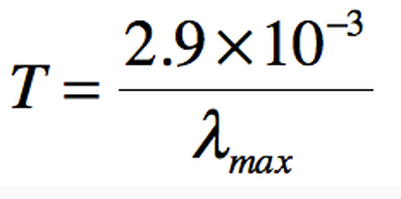 T = 2.9×10⁻³ / λmax